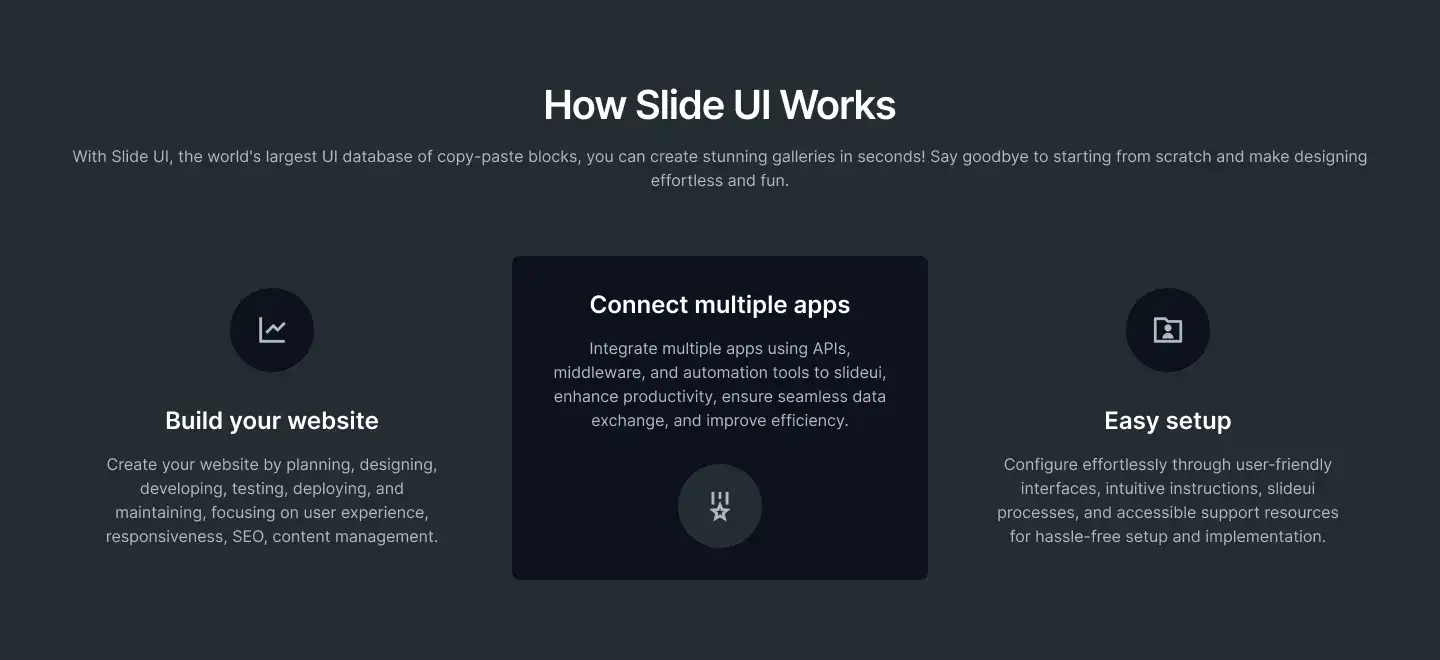 How Slide UI Works
With Slide UI, the world's largest UI database of copy-paste blocks, you can create stunning galleries in seconds! Say goodbye to starting from scratch and make designing
effortless and fun.
Build your website
Create your website by planning, designing,
developing, testing, deploying, and
maintaining, focusing on user experience,
responsiveness, SEO, content management.
Connect multiple apps
Integrate multiple apps using APIs,
middleware, and automation tools to slideui,
enhance productivity, ensure seamless data
exchange, and improve efficiency.
Easy setup
Configure effortlessly through user-friendly
interfaces, intuitive instructions, slideui
processes, and accessible support resources
for hassle-free setup and implementation.